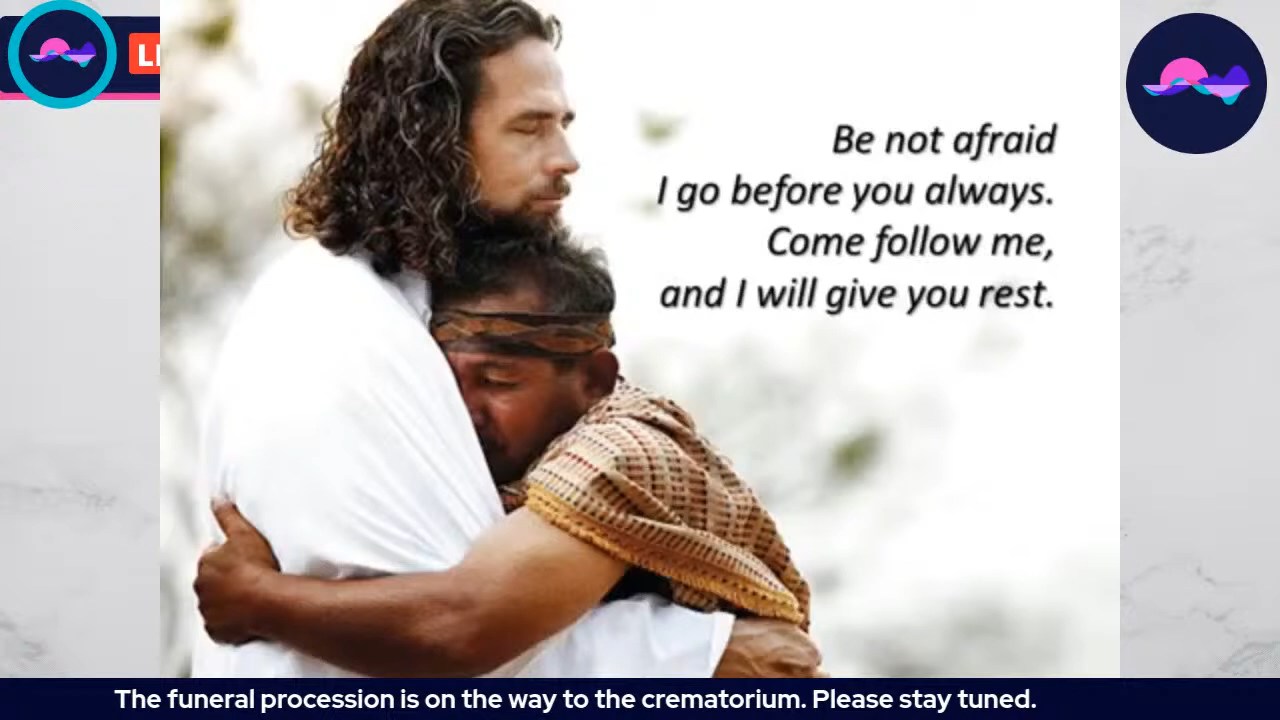 Be not afraid
I go before you always.
Come follow me,
and I will give you rest.
The funeral procession is on the way to the crematorium. Please stay tuned.